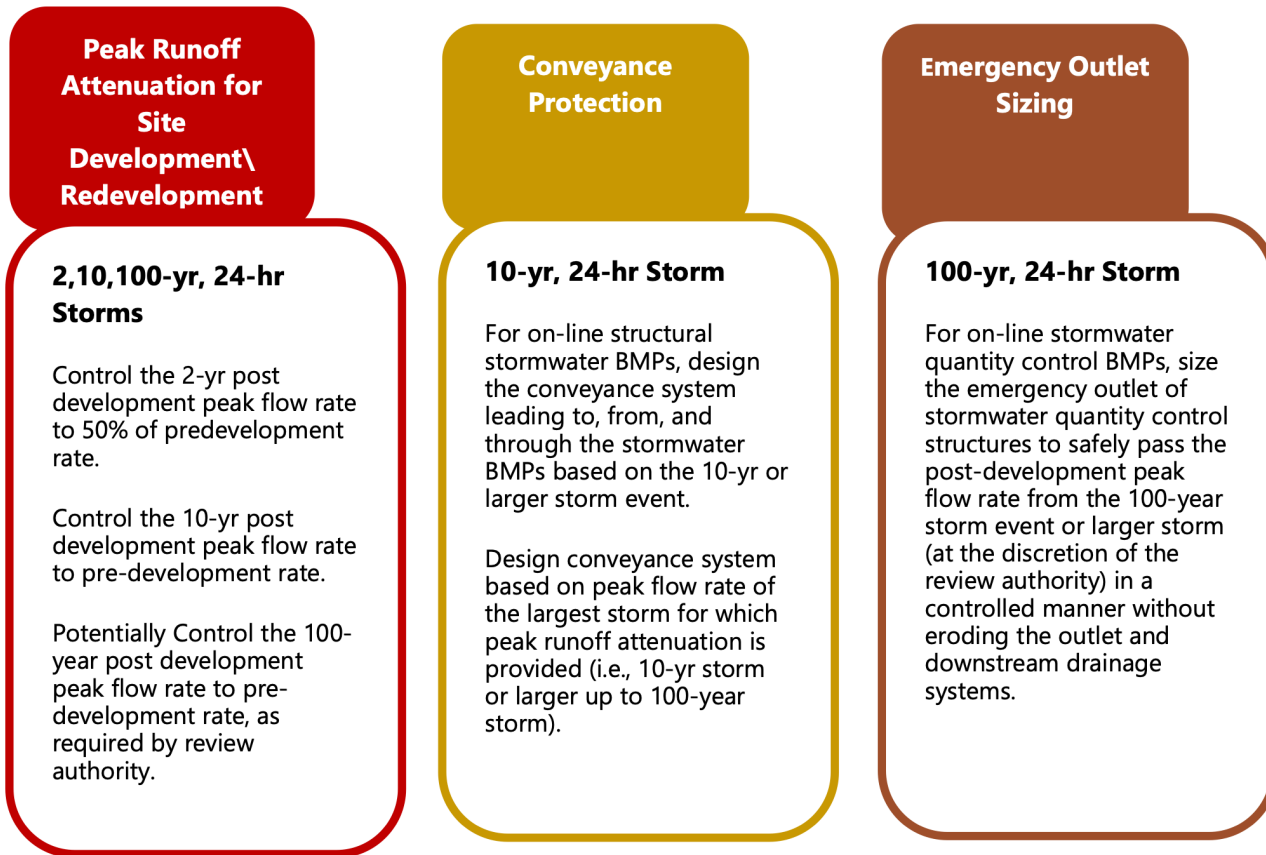 Peak Runoff
Attenuation for
Site
Development\
Redevelopment
2,10,100-yr, 24-hr
Storms
Control the 2-yr post
development peak flow rate
to 50% of predevelopment
rate.
Control the 10-yr post
development peak flow rate
to pre-development rate.
Potentially Control the 100-
year post development
peak flow rate to pre-
development rate, as
required by review
authority.
Conveyance
Protection
10-yr, 24-hr Storm
For on-line structural
stormwater BMPs, design
the conveyance system
leading to, from, and
through the stormwater
BMPs based on the 10-yr or
larger storm event.
Design conveyance system
based on peak flow rate of
the largest storm for which
peak runoff attenuation is
provided (i.e., 10-yr storm
or larger up to 100-year
storm).
Emergency Outlet
Sizing
100-yr, 24-hr Storm
For on-line stormwater
quantity control BMPs, size
the emergency outlet of
stormwater quantity control
structures to safely pass the
post-development peak
flow rate from the 100-year
storm event or larger storm
(at the discretion of the
review authority) in a
controlled manner without
eroding the outlet and
downstream drainage
systems.